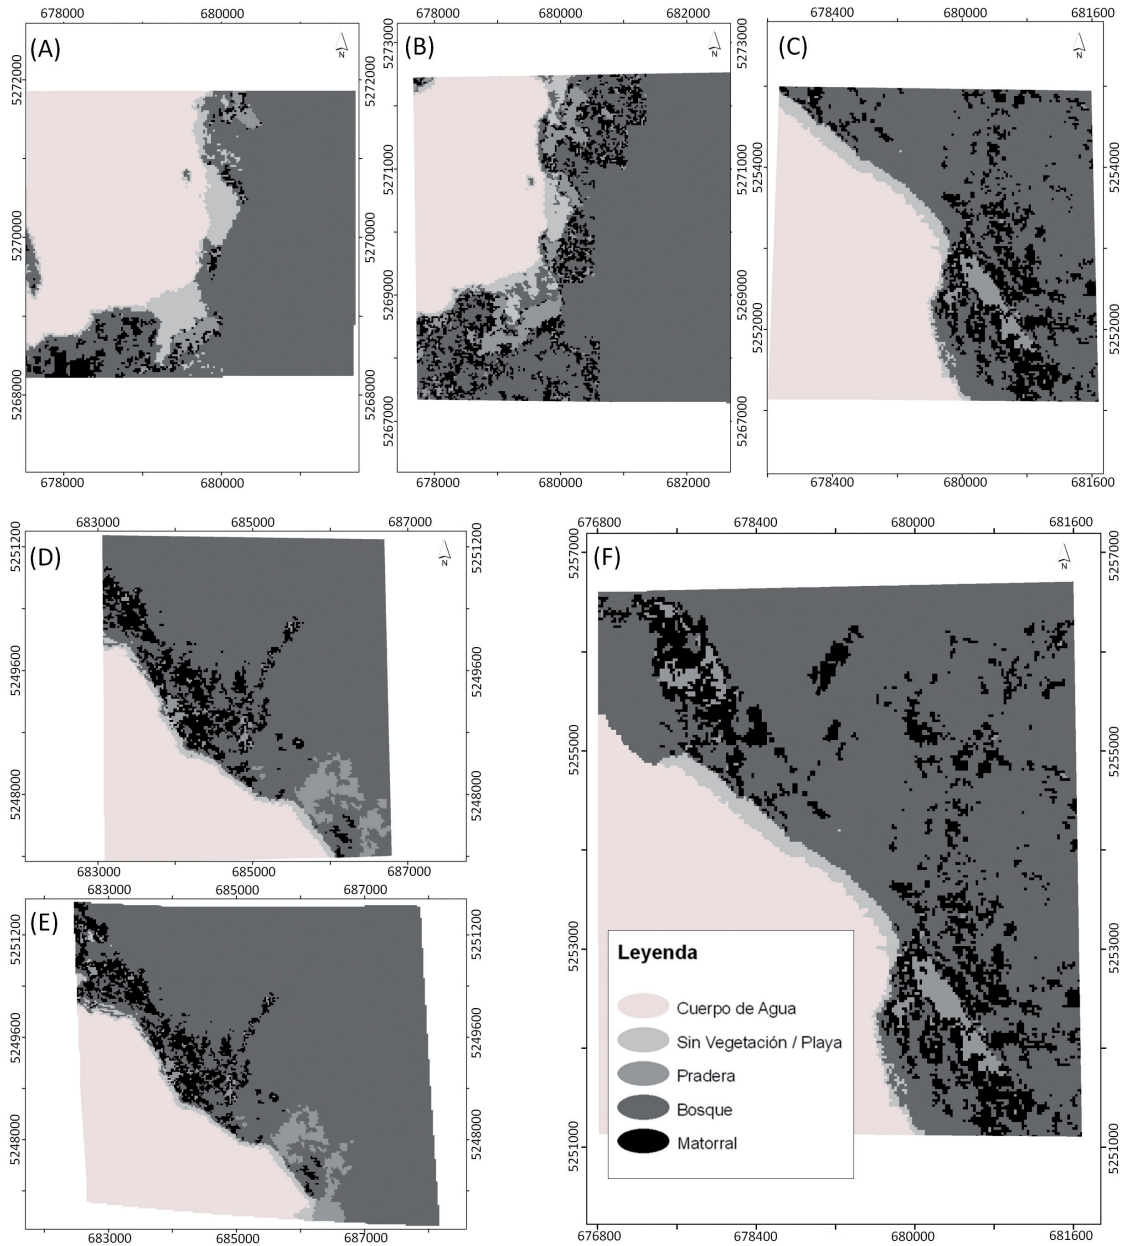 678000 680000
(A)
N
5272000
5270000
5268000
5272000
5270000
5268000
678000 680000
678000 680000 682000
(B)
N
5273000
5271000
5269000
5267000
678000 680000 682000
678400 680000 681600
(C)
N
5273000
5271000
5269000
5267000
5254000
5252000
5254000
5252000
678400 680000 681600
683000 685000 687000
(D)
N
5251200
5249600
5248000
5251200
5249600
5248000
683000 685000 687000
683000 685000 687000
(E)
5251200
5249600
5248000
5251200
5249600
5248000
683000 685000 687000
676800 678400 680000 681600
(F)
N
5257000
5255000
5253000
5251000
5257000
5255000
5253000
5251000
Leyenda
Cuerpo de Agua
Sin Vegetación / Playa
Pradera
Bosque
Matorral
676800 678400 680000 681600